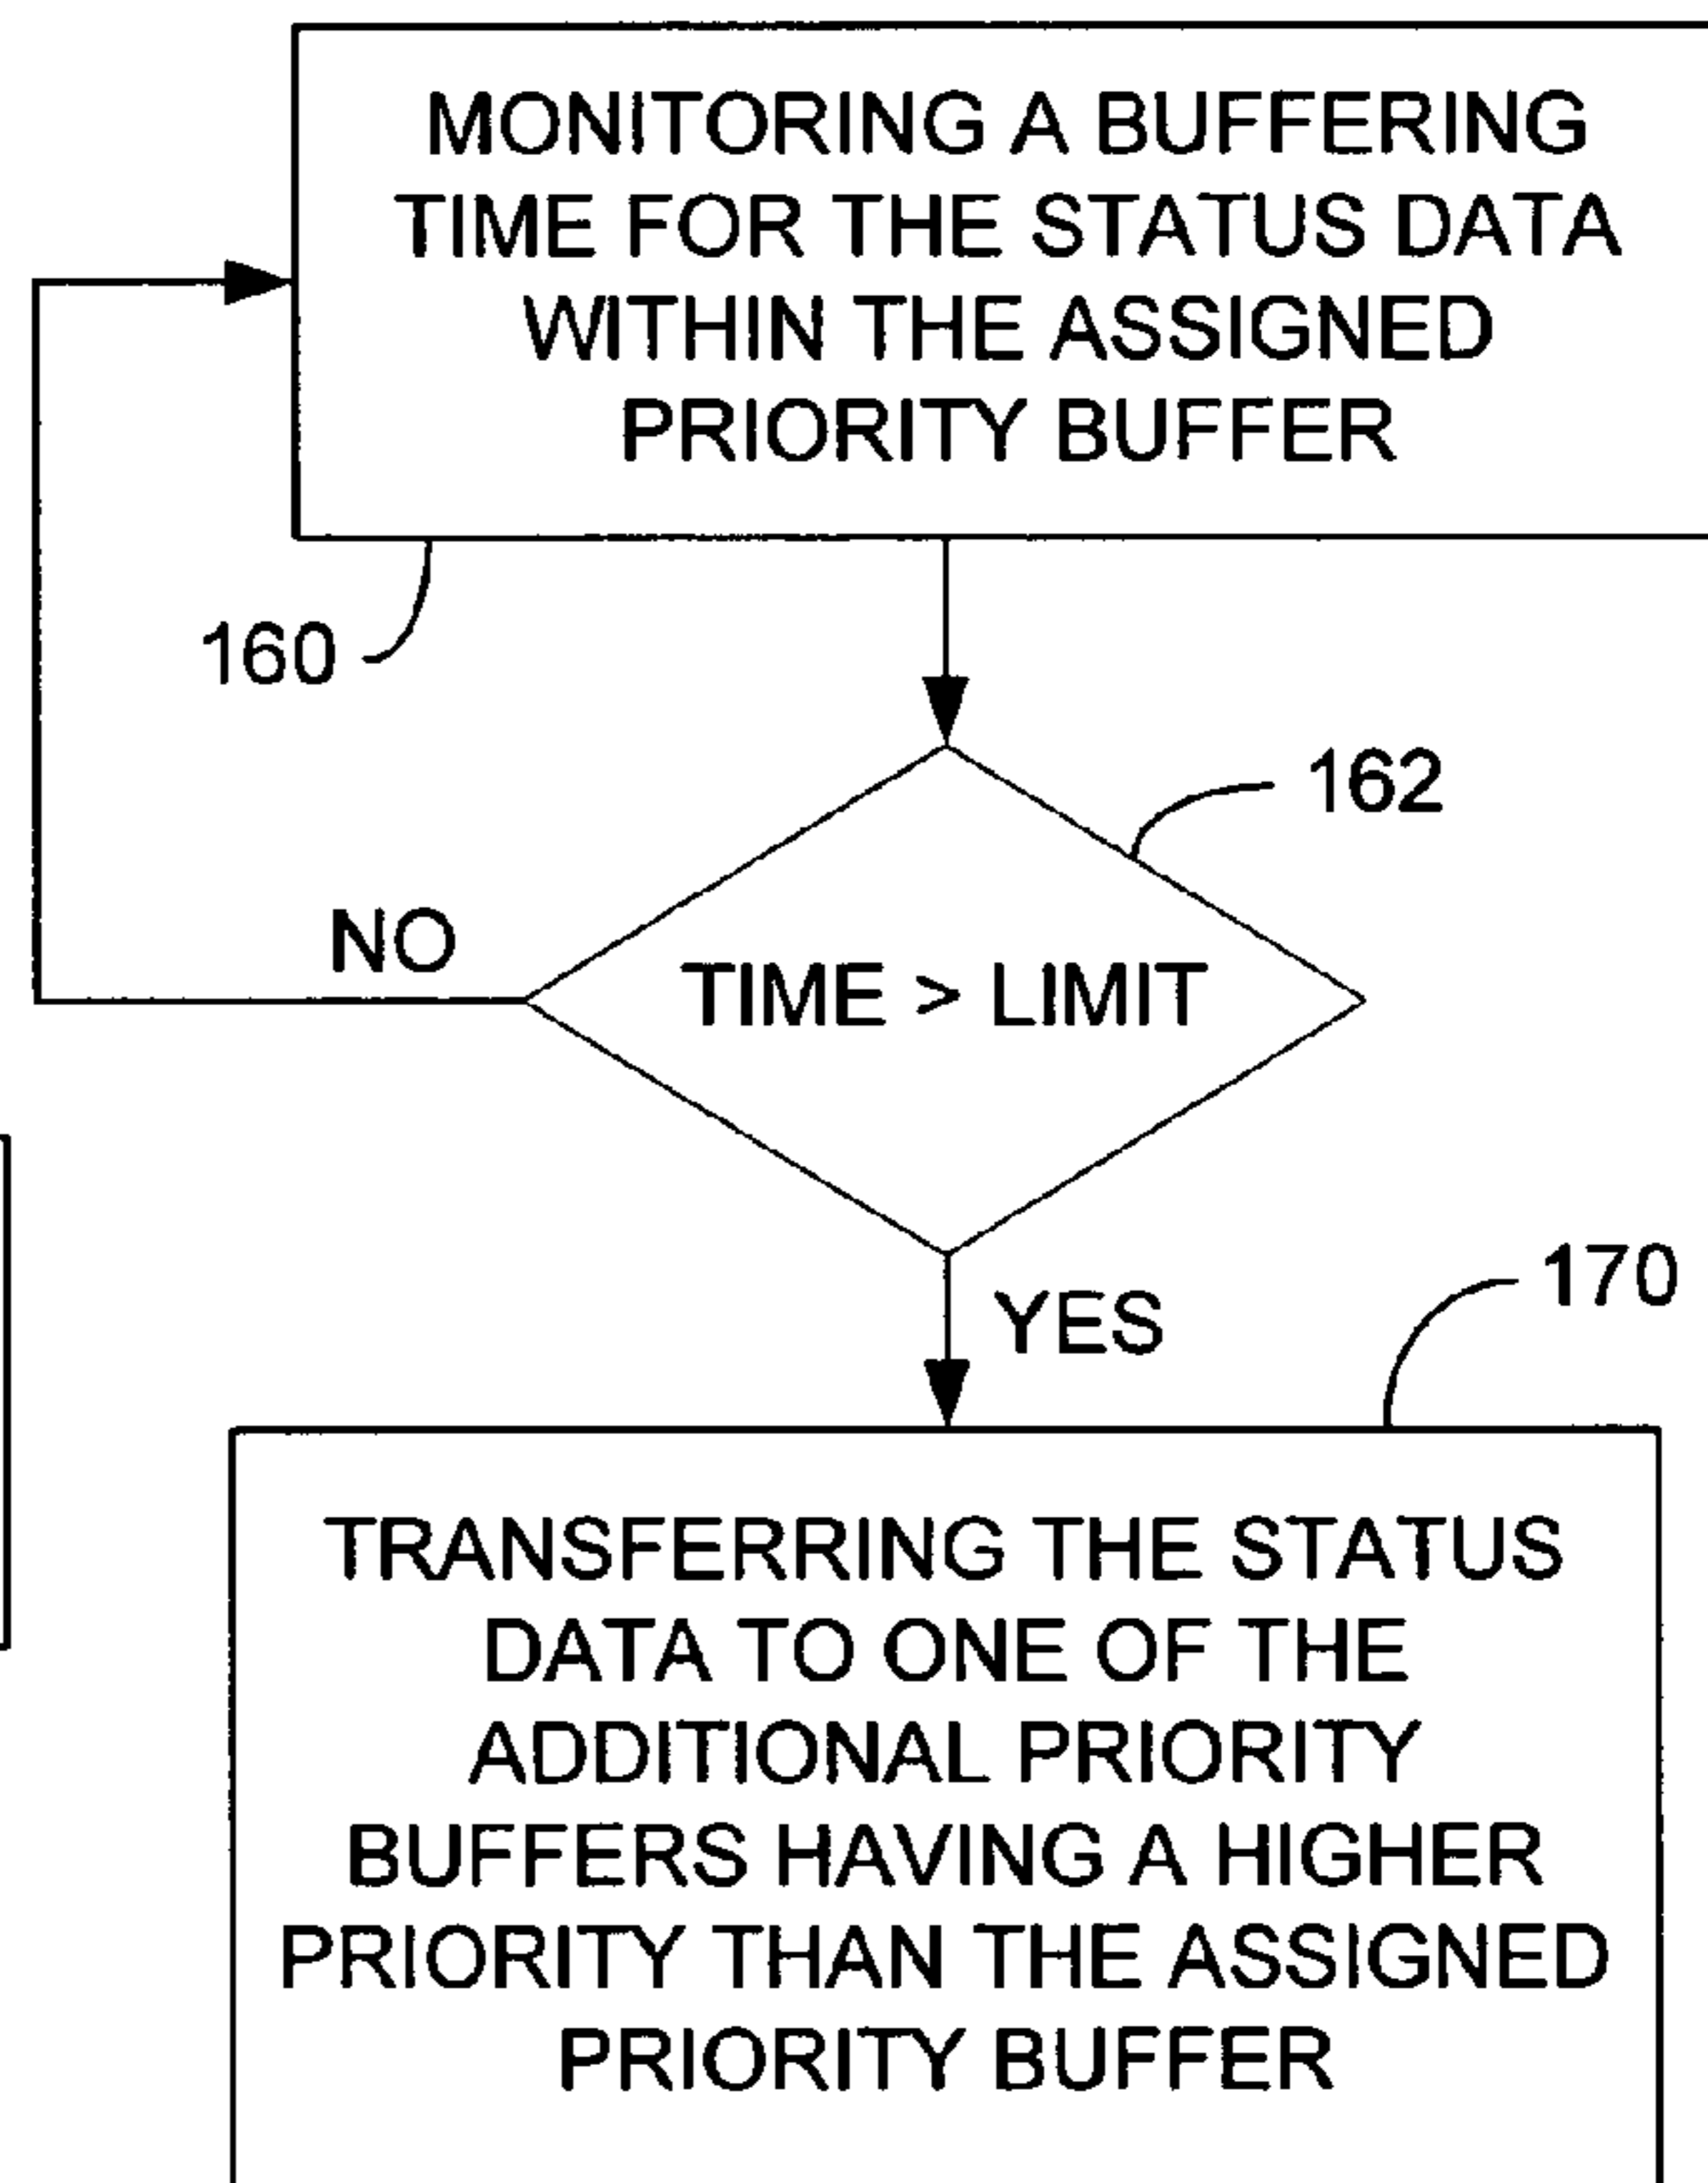 MONITORING A BUFFERING
TIME FOR THE STATUS DATA
WITHIN THE ASSIGNED
PRIORITY BUFFER
160
162
NO
TIME > LIMIT
YES
170
TRANSFERRING THE STATUS
DATA TO ONE OF THE
ADDITIONAL PRIORITY
BUFFERS HAVING A HIGHER
PRIORITY THAN THE ASSIGNED
PRIORITY BUFFER